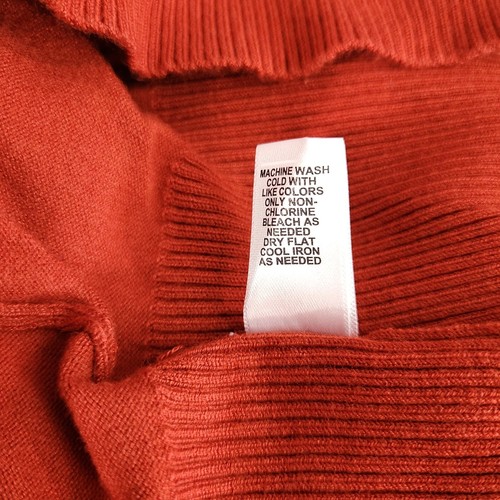 MACHINE WASH
COLD WITH
LIKE COLORS
ONLY NON-
CHLORINE
BLEACH AS
NEEDED
DRY FLAT
COOL IRON
AS NEEDED